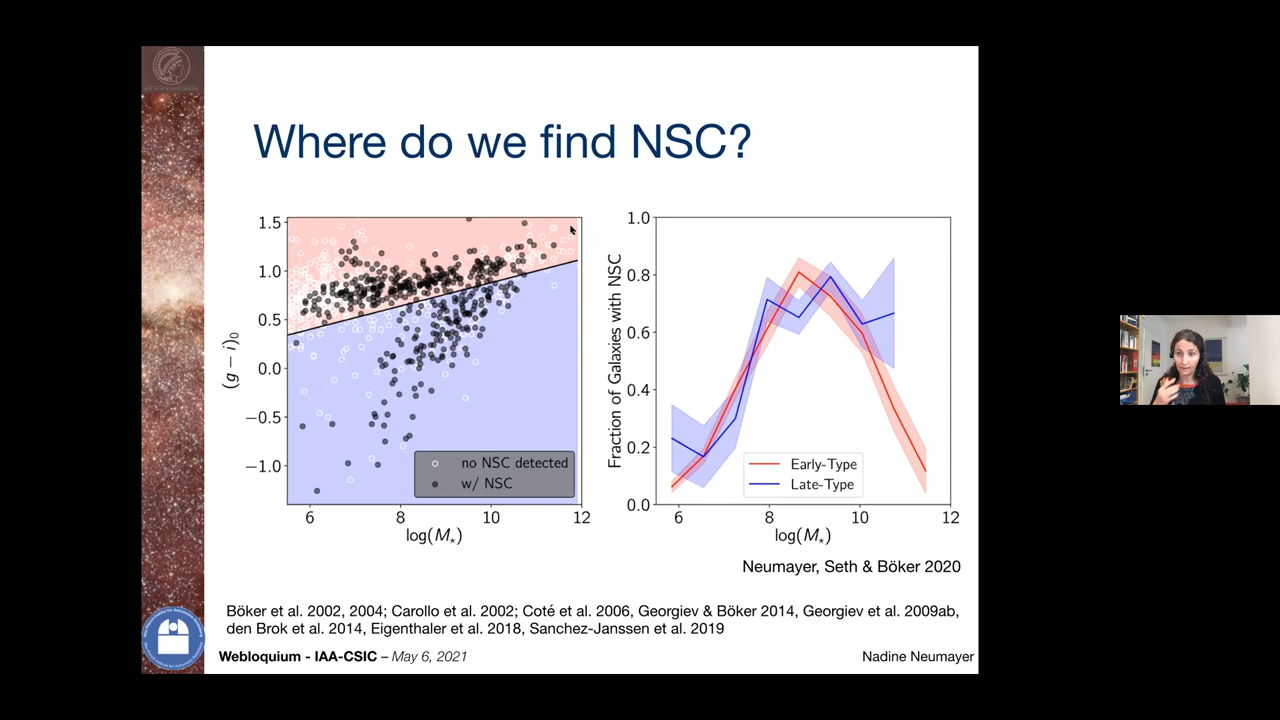 Where do we find NSC?
1.5
1.0
0.5
0.0
−0.5
−1.0
(g − i)₀
no NSC detected
w/ NSC
6
8
10
12
log(M⋆)
1.0
0.8
0.6
0.4
0.2
0.0
Fraction of Galaxies with NSC
Early-Type
Late-Type
6
8
10
12
log(M⋆)
Neumayer, Seth & Böker 2020
Böker et al. 2002, 2004; Carollo et al. 2002; Coté et al. 2006, Georgiev & Böker 2014, Georgiev et al. 2009ab,
den Brok et al. 2014, Eigenthaler et al. 2018, Sanchez-Janssen et al. 2019
Webloquium - IAA-CSIC – May 6, 2021
Nadine Neumayer